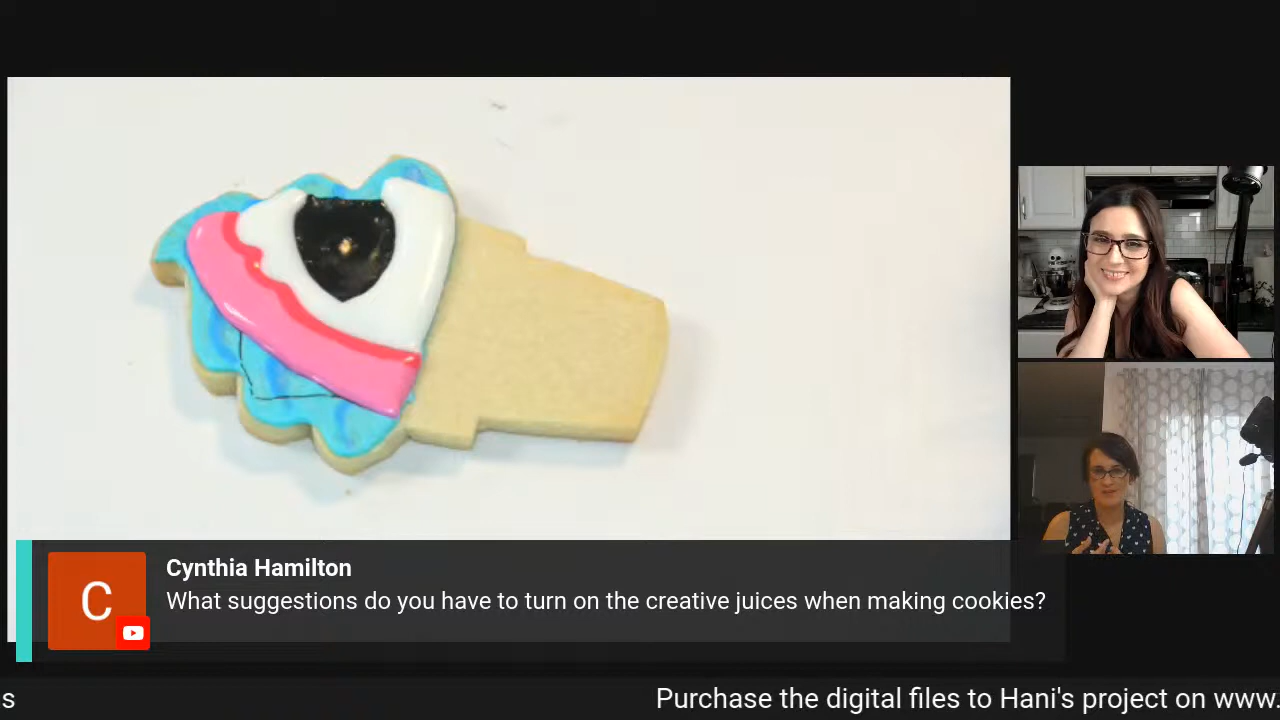 Cynthia Hamilton
C
What suggestions do you have to turn on the creative juices when making cookies?
s
Purchase the digital files to Hani's project on www.